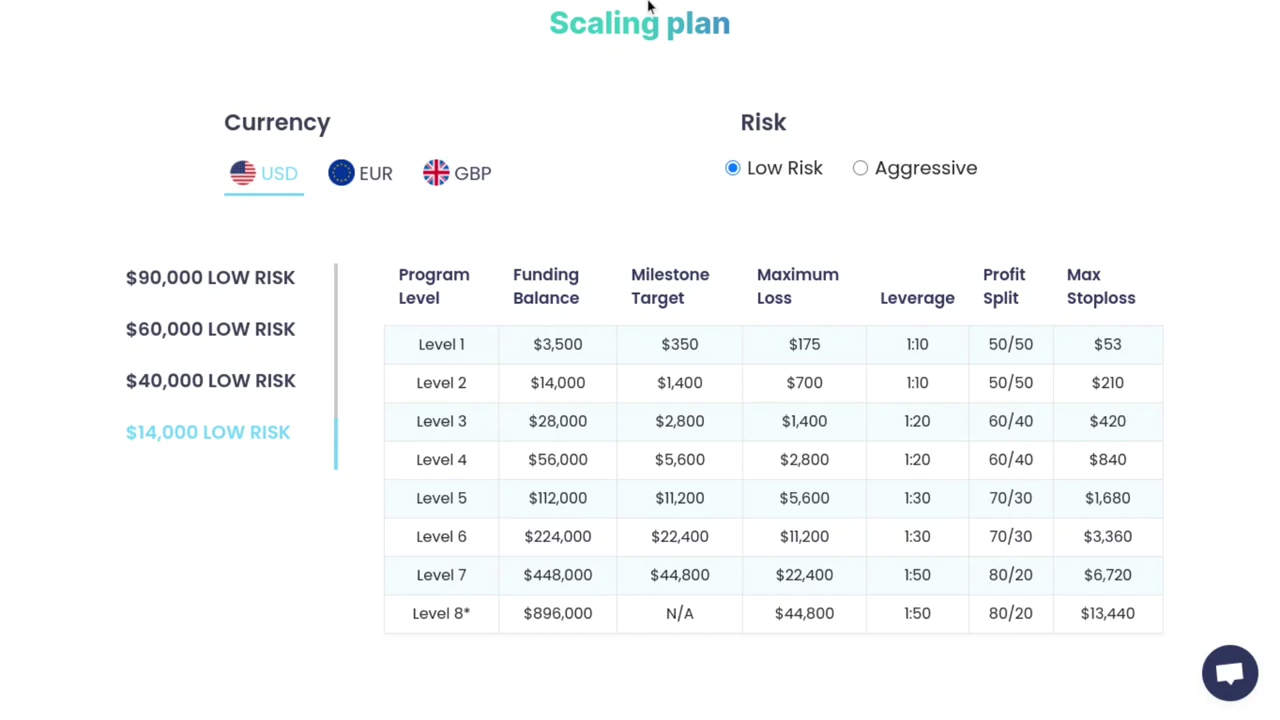 Scaling plan
Currency
Risk
USD EUR GBP
Low Risk Aggressive
$90,000 LOW RISK
$60,000 LOW RISK
$40,000 LOW RISK
$14,000 LOW RISK
Program Level Funding Balance Milestone Target Maximum Loss Leverage Profit Split Max Stoploss
Level 1 $3,500 $350 $175 1:10 50/50 $53
Level 2 $14,000 $1,400 $700 1:10 50/50 $210
Level 3 $28,000 $2,800 $1,400 1:20 60/40 $420
Level 4 $56,000 $5,600 $2,800 1:20 60/40 $840
Level 5 $112,000 $11,200 $5,600 1:30 70/30 $1,680
Level 6 $224,000 $22,400 $11,200 1:30 70/30 $3,360
Level 7 $448,000 $44,800 $22,400 1:50 80/20 $6,720
Level 8* $896,000 N/A $44,800 1:50 80/20 $13,440